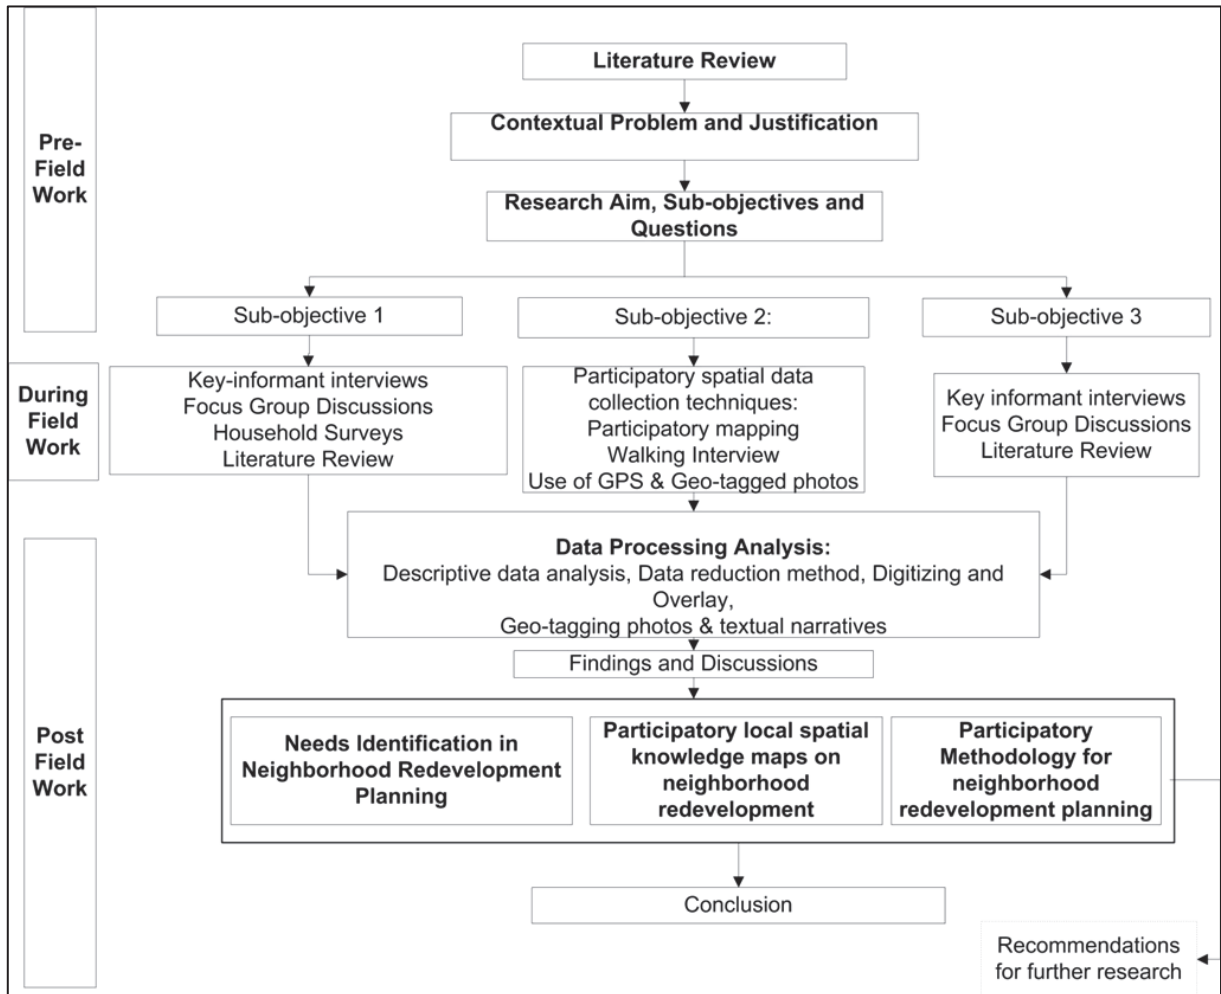 Pre-
Field
Work
Literature Review
Contextual Problem and Justification
Research Aim, Sub-objectives and
Questions
Sub-objective 1
Sub-objective 2:
Sub-objective 3
During
Field
Work
Key-informant interviews
Focus Group Discussions
Household Surveys
Literature Review
Participatory spatial data
collection techniques:
Participatory mapping
Walking Interview
Use of GPS & Geo-tagged photos
Key informant interviews
Focus Group Discussions
Literature Review
Post
Field
Work
Data Processing Analysis:
Descriptive data analysis, Data reduction method, Digitizing and
Overlay,
Geo-tagging photos & textual narratives
Findings and Discussions
Needs Identification in
Neighborhood Redevelopment
Planning
Participatory local spatial
knowledge maps on
neighborhood
redevelopment
Participatory
Methodology for
neighborhood
redevelopment planning
Conclusion
Recommendations
for further research